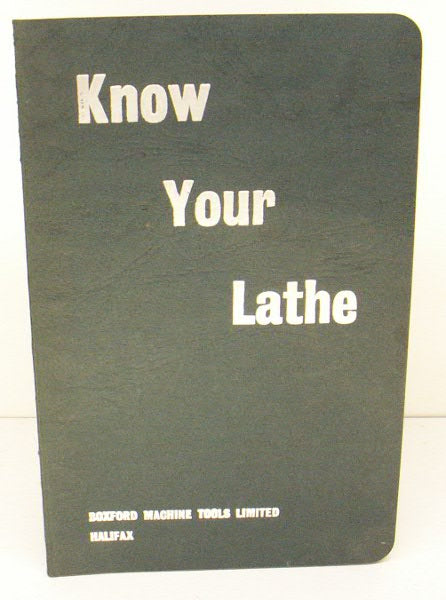 Know
Your
Lathe
BOXFORD MACHINE TOOLS LIMITED
HALIFAX